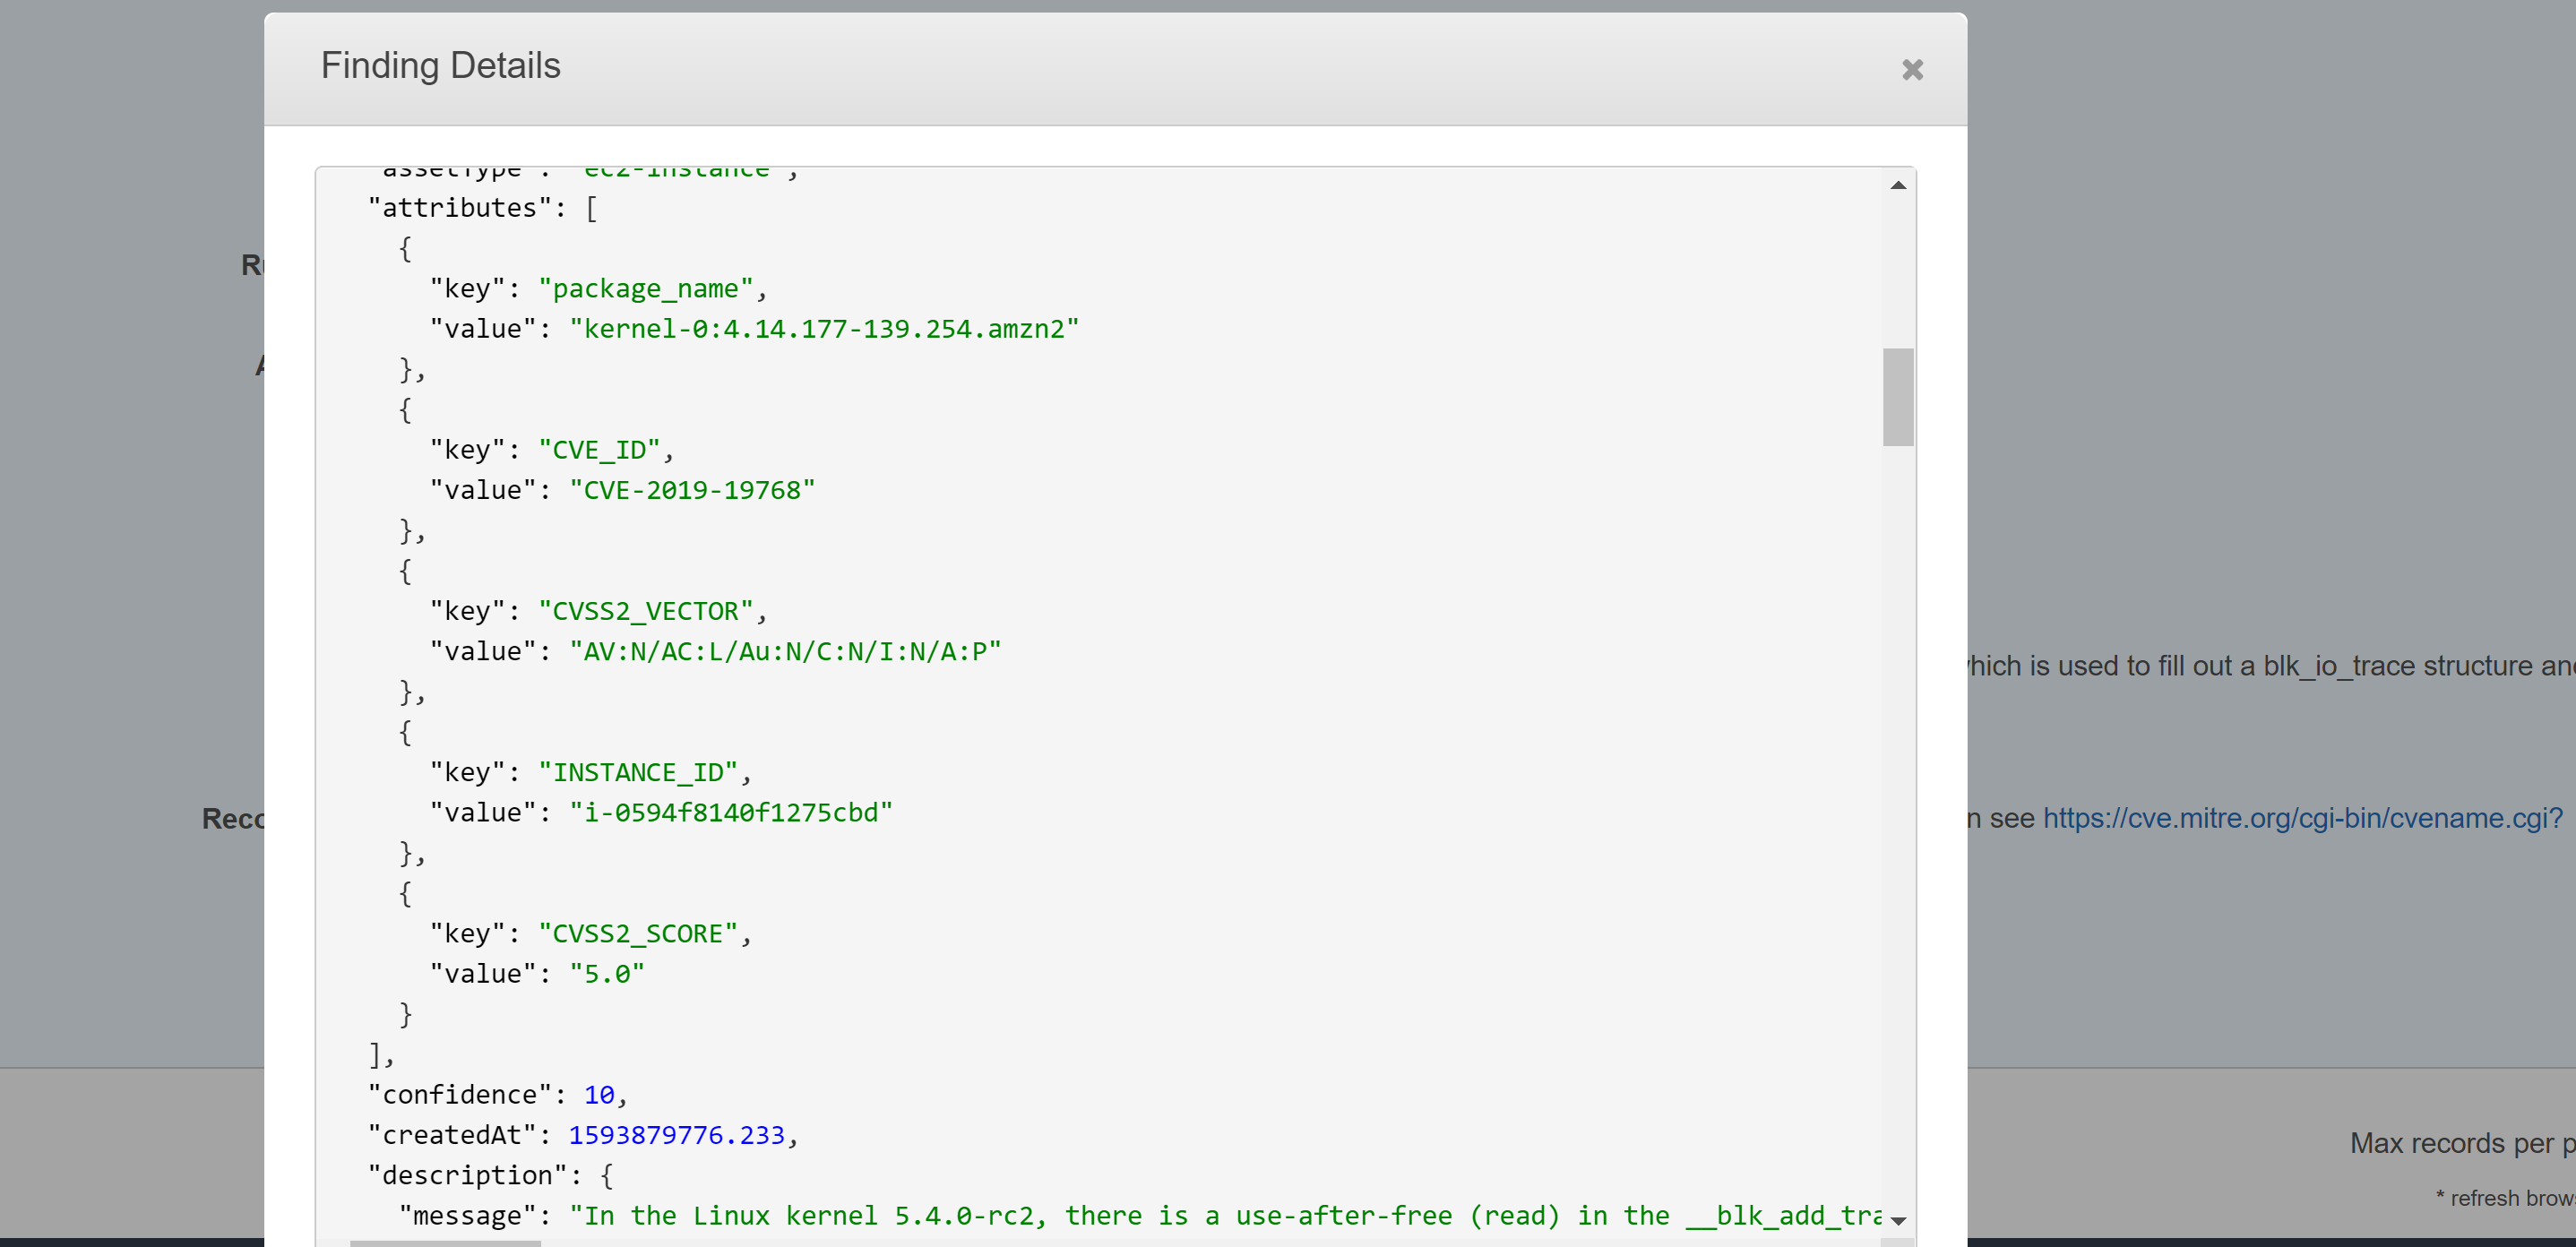 Finding Details
"assetType": "ec2-instance",
"attributes": [
{
"key": "package_name",
"value": "kernel-0:4.14.177-139.254.amzn2"
},
{
"key": "CVE_ID",
"value": "CVE-2019-19768"
},
{
"key": "CVSS2_VECTOR",
"value": "AV:N/AC:L/Au:N/C:N/I:N/A:P"
},
{
"key": "INSTANCE_ID",
"value": "i-0594f8140f1275cbd"
},
{
"key": "CVSS2_SCORE",
"value": "5.0"
}
],
"confidence": 10,
"createdAt": 1593879776.233,
"description": {
"message": "In the Linux kernel 5.4.0-rc2, there is a use-after-free (read) in the __blk_add_tra
which is used to fill out a blk_io_trace structure an
Reco
n see https://cve.mitre.org/cgi-bin/cvename.cgi?
Max records per p
* refresh brow